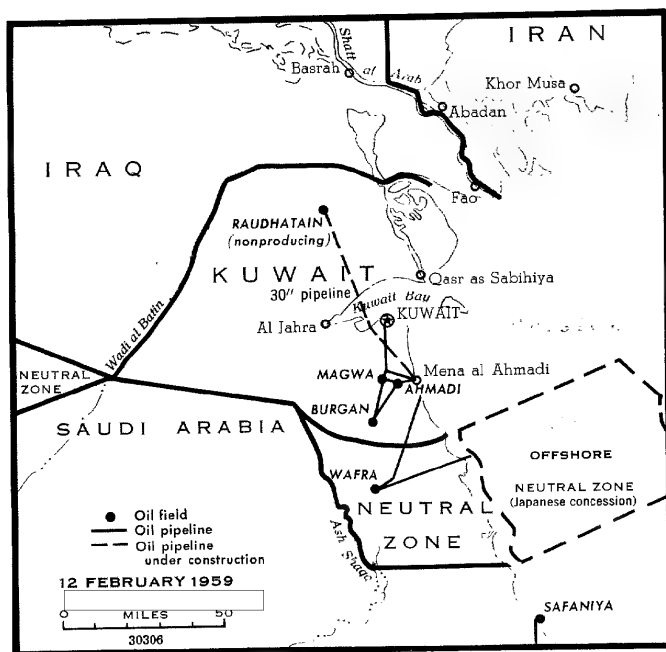 IRAN
Shatt
al
Arab
Basrah
Khor Musa
Abadan
IRAQ
Fao
RAUDHATAIN
(nonproducing)
KUWAIT
Qasr as Sabihiya
30" pipeline
Kuwait Bay
Wadi al Batin
Al Jahra
KUWAIT
NEUTRAL
ZONE
MAGWA
Mena al Ahmadi
AHMADI
BURGAN
SAUDI ARABIA
OFFSHORE
NEUTRAL ZONE
(Japanese concession)
WAFRA
NEUTRAL
ZONE
Ash Shaqq
Oil field
Oil pipeline
Oil pipeline
under construction
12 FEBRUARY 1959
0 MILES 50
30306
SAFANIYA